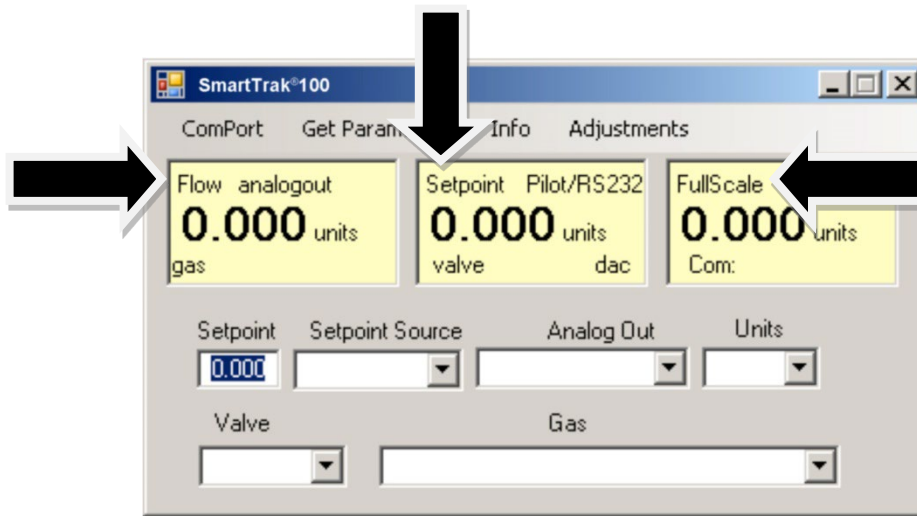 SmartTrak®100
ComPort Get Param Info Adjustments
Flow analogout
0.000 units
gas
Setpoint Pilot/RS232
0.000 units
valve dac
FullScale
0.000 units
Com:
Setpoint Setpoint Source Analog Out Units
0.000
Valve Gas